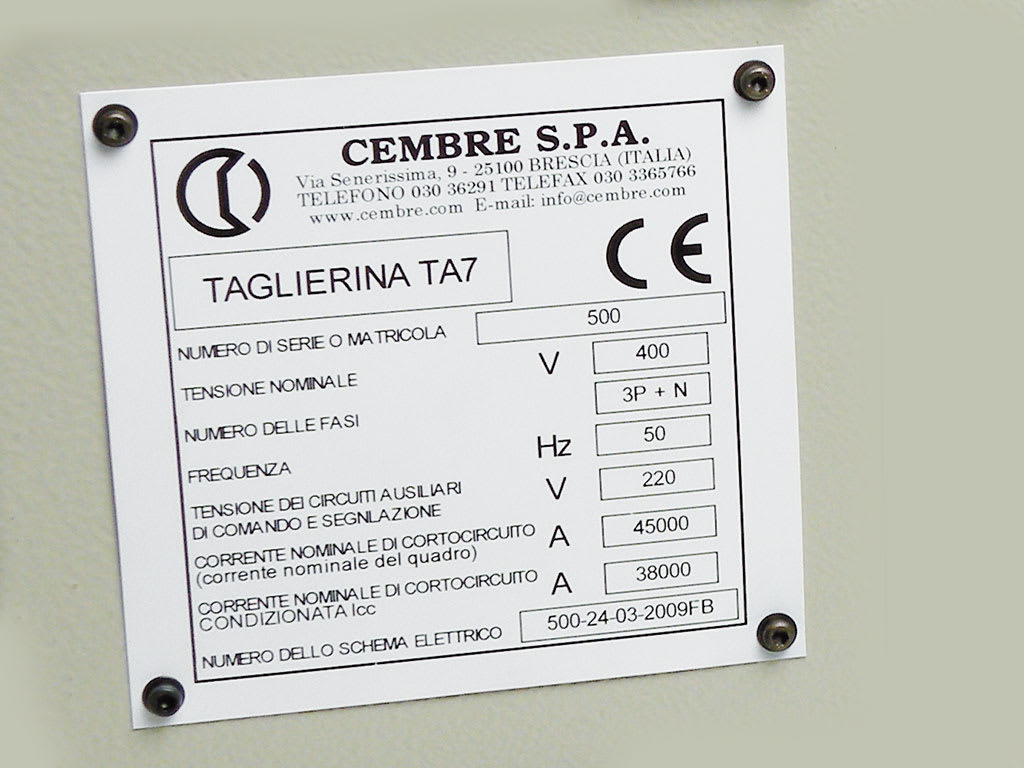 CEMBRE S.P.A.
Via Senerissima, 9 - 25100 BRESCIA (ITALIA)
TELEFONO 030 36291 TELEFAX 030 3365766
www.cembre.com E-mail: info@cembre.com
CE
TAGLIERINA TA7
NUMERO DI SERIE O MATRICOLA 500
TENSIONE NOMINALE V 400
NUMERO DELLE FASI 3P + N
FREQUENZA Hz 50
TENSIONE DEI CIRCUITI AUSILIARI V 220
DI COMANDO E SEGNLAZIONE
CORRENTE NOMINALE DI CORTOCIRCUITO A 45000
(corrente nominale del quadro)
CORRENTE NOMINALE DI CORTOCIRCUITO A 38000
CONDIZIONATA Icc
NUMERO DELLO SCHEMA ELETTRICO 500-24-03-2009FB